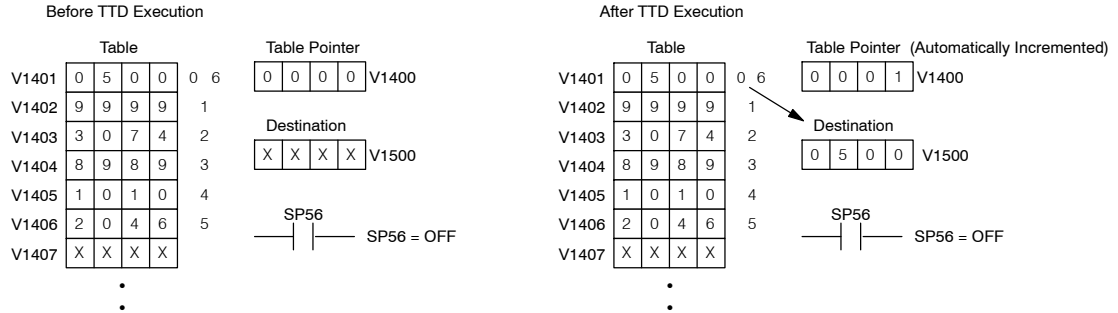 Before TTD Execution
After TTD Execution
Table
Table Pointer
V1401 0 5 0 0 0 6
0 0 0 0 V1400
V1402 9 9 9 9 1
V1403 3 0 7 4 2
Destination
V1404 8 9 8 9 3
X X X X V1500
V1405 1 0 1 0 4
V1406 2 0 4 6 5
SP56
SP56 = OFF
V1407 X X X X
Table
Table Pointer (Automatically Incremented)
V1401 0 5 0 0 0 6
0 0 0 1 V1400
V1402 9 9 9 9 1
V1403 3 0 7 4 2
Destination
V1404 8 9 8 9 3
0 5 0 0 V1500
V1405 1 0 1 0 4
V1406 2 0 4 6 5
SP56
SP56 = OFF
V1407 X X X X